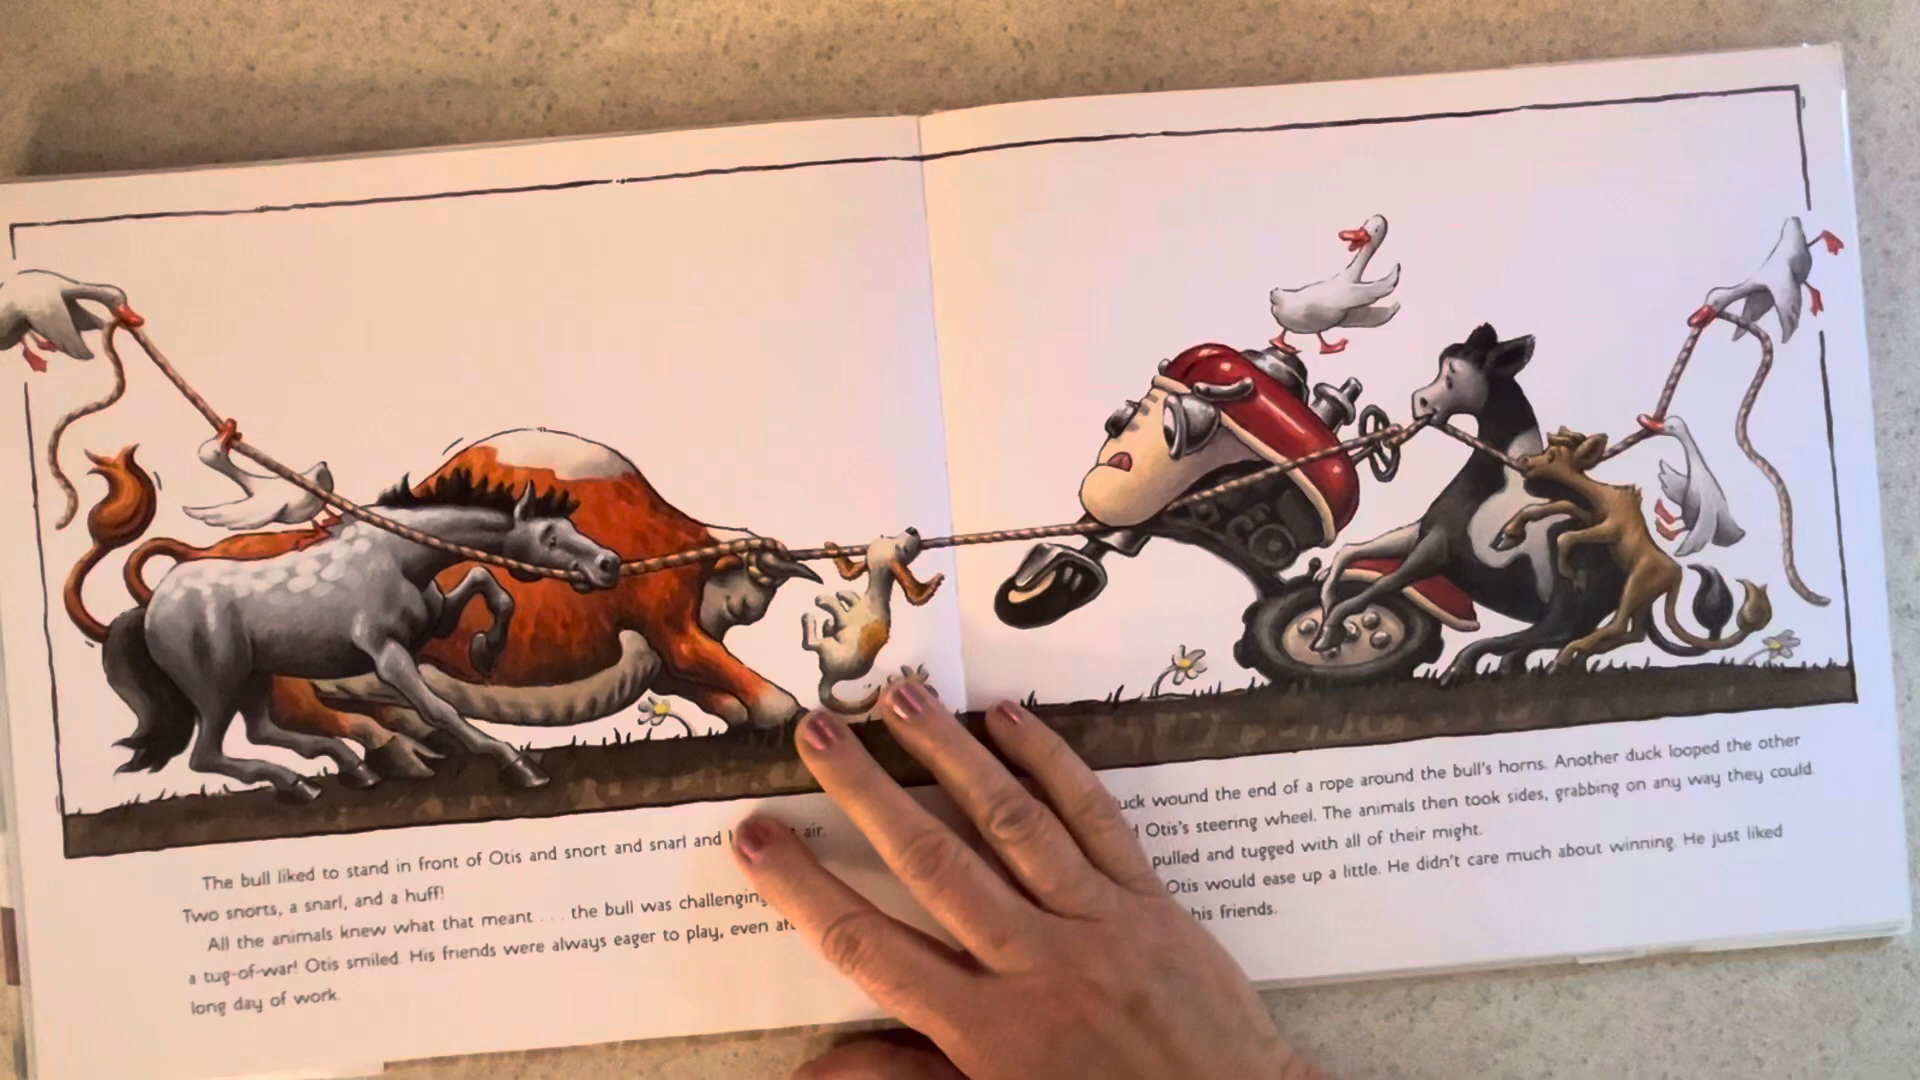 The bull liked to stand in front of Otis and snort and snarl and air.
Two snorts, a snarl, and a huff!
All the animals knew what that meant . . . the bull was challenging
a tug-of-war! Otis smiled. His friends were always eager to play, even
long day of work.
wound the end of a rope around the bull's horns. Another duck looped the other
Otis's steering wheel. The animals then took sides, grabbing on any way they could.
pulled and tugged with all of their might.
Otis would ease up a little. He didn't care much about winning. He just liked
his friends.